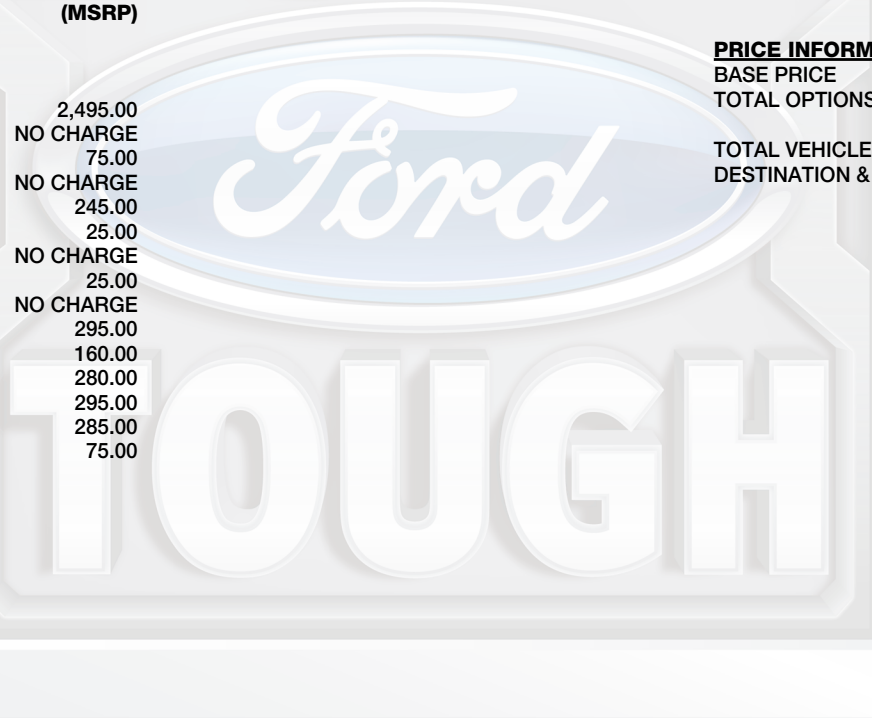 (MSRP)
2,495.00
NO CHARGE
75.00
NO CHARGE
245.00
25.00
NO CHARGE
25.00
NO CHARGE
295.00
160.00
280.00
295.00
285.00
75.00
PRICE INFORM
BASE PRICE
TOTAL OPTIONS
TOTAL VEHICLE
DESTINATION &
Ford
TOUGH